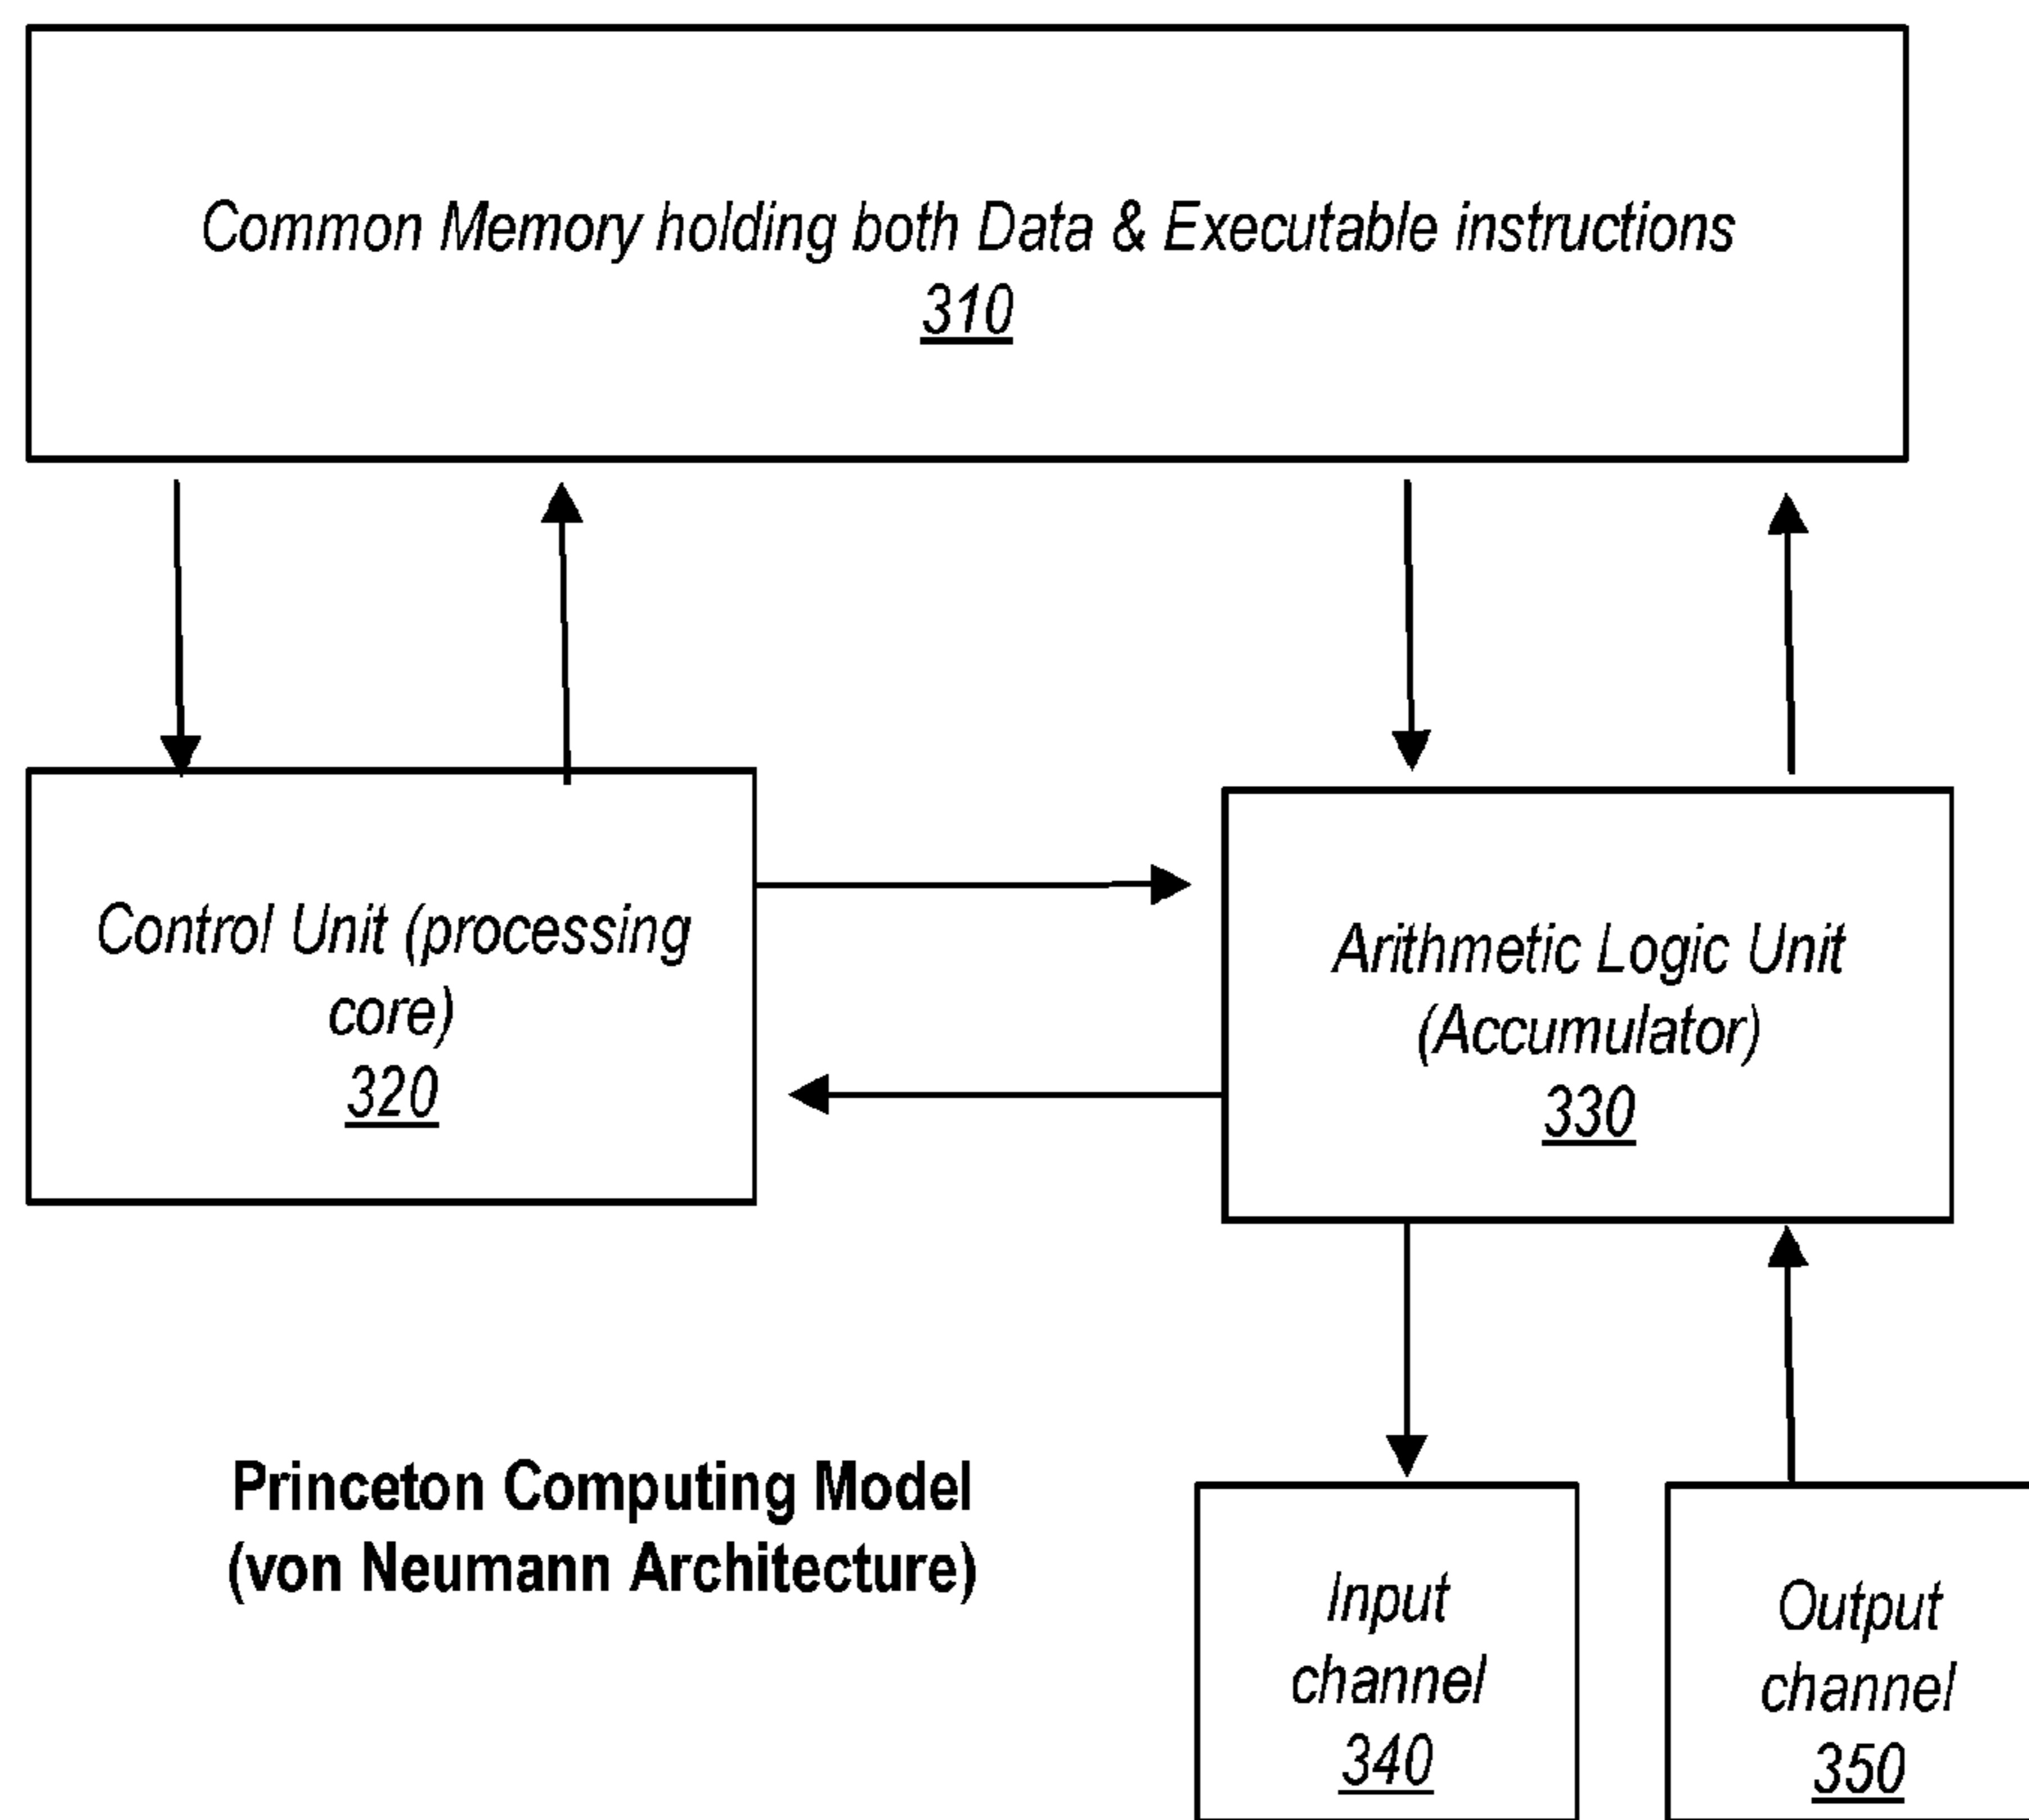 Common Memory holding both Data & Executable instructions
310
Control Unit (processing
core)
320
Arithmetic Logic Unit
(Accumulator)
330
Princeton Computing Model
(von Neumann Architecture)
Input
channel
340
Output
channel
350